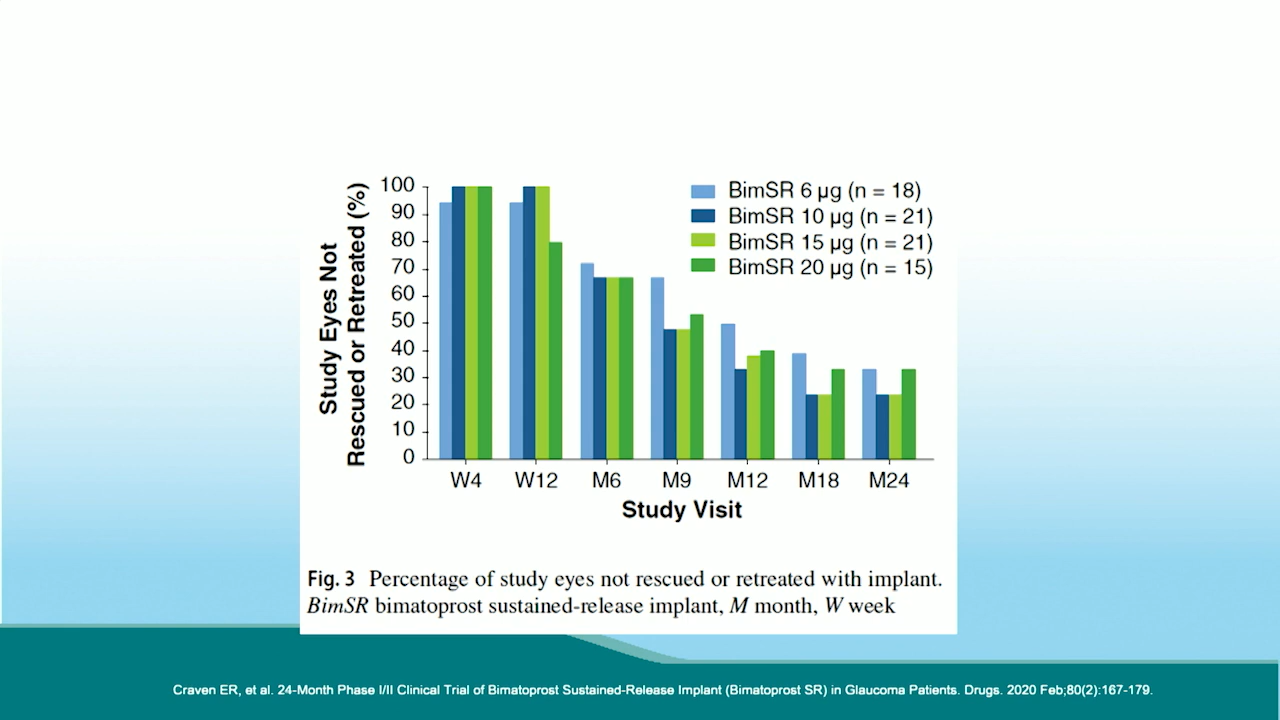 Study Eyes Not
Rescued or Retreated (%)
100
90
80
70
60
50
40
30
20
10
0
BimSR 6 µg (n = 18)
BimSR 10 µg (n = 21)
BimSR 15 µg (n = 21)
BimSR 20 µg (n = 15)
W4 W12 M6 M9 M12 M18 M24
Study Visit
Fig. 3 Percentage of study eyes not rescued or retreated with implant.
BimSR bimatoprost sustained-release implant, M month, W week
Craven ER, et al. 24-Month Phase I/II Clinical Trial of Bimatoprost Sustained-Release Implant (Bimatoprost SR) in Glaucoma Patients. Drugs. 2020 Feb;80(2):167-179.